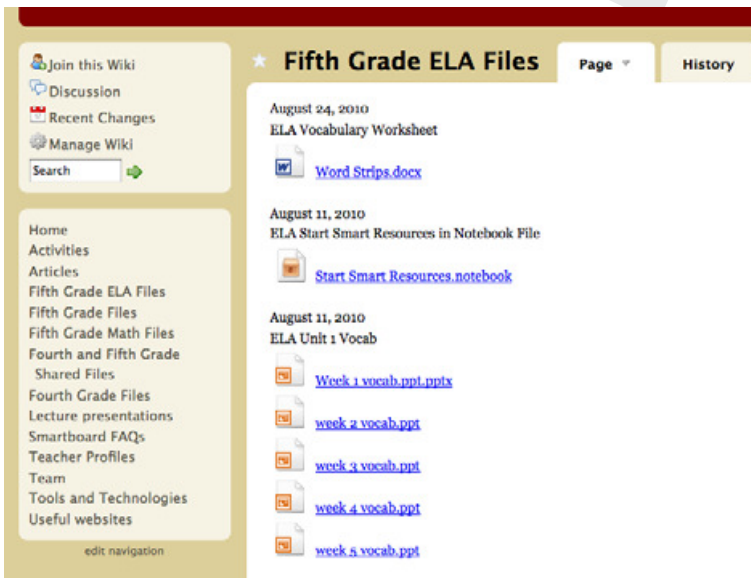 Join this Wiki
Discussion
Recent Changes
Manage Wiki
Search
Home
Activities
Articles
Fifth Grade ELA Files
Fifth Grade Files
Fifth Grade Math Files
Fourth and Fifth Grade
Shared Files
Fourth Grade Files
Lecture presentations
Smartboard FAQs
Teacher Profiles
Team
Tools and Technologies
Useful websites
edit navigation
Fifth Grade ELA Files
Page
History
August 24, 2010
ELA Vocabulary Worksheet
Word Strips.docx
August 11, 2010
ELA Start Smart Resources in Notebook File
Start Smart Resources.notebook
August 11, 2010
ELA Unit 1 Vocab
Week 1 vocab.ppt.pptx
week 2 vocab.ppt
week 3 vocab.ppt
week 4 vocab.ppt
week 5 vocab.ppt